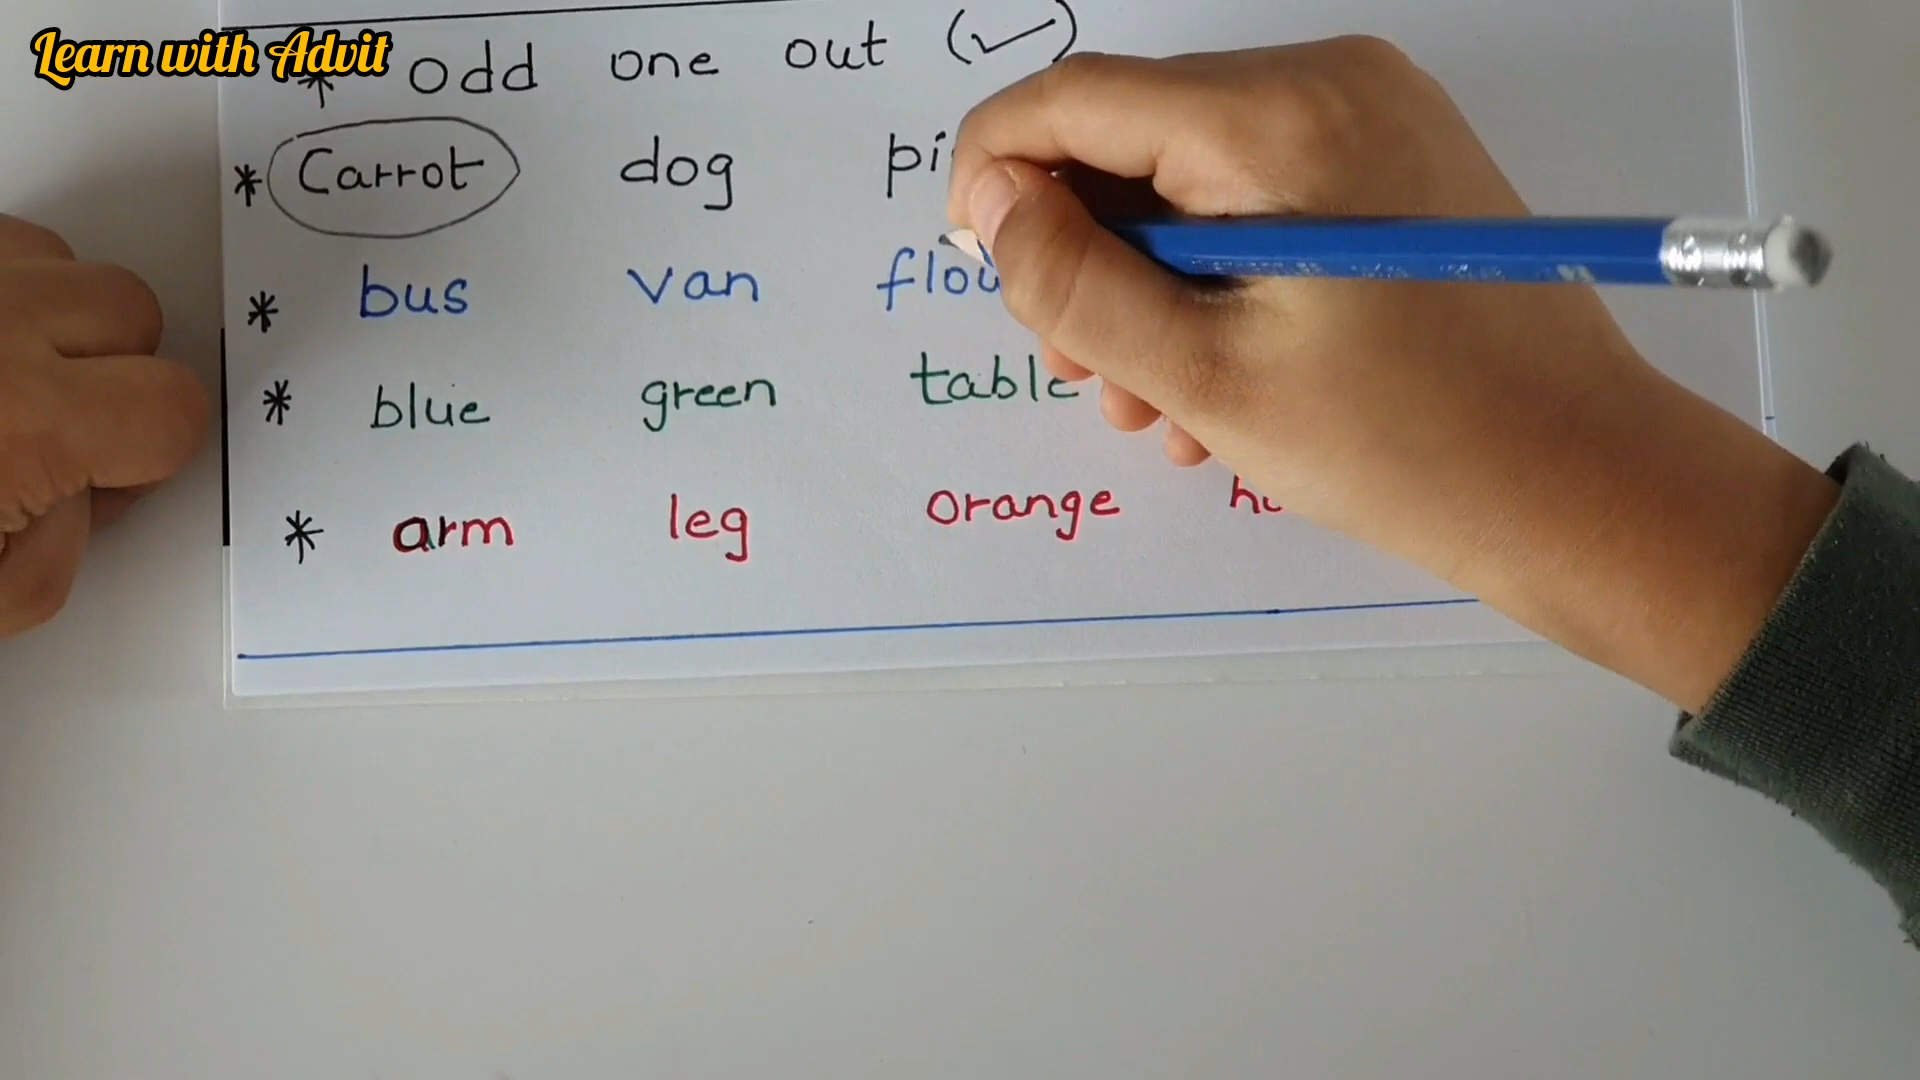 Learn with Advit
* odd one out (✓)
* Carrot dog
* bus van
* blue green table
* arm leg orange